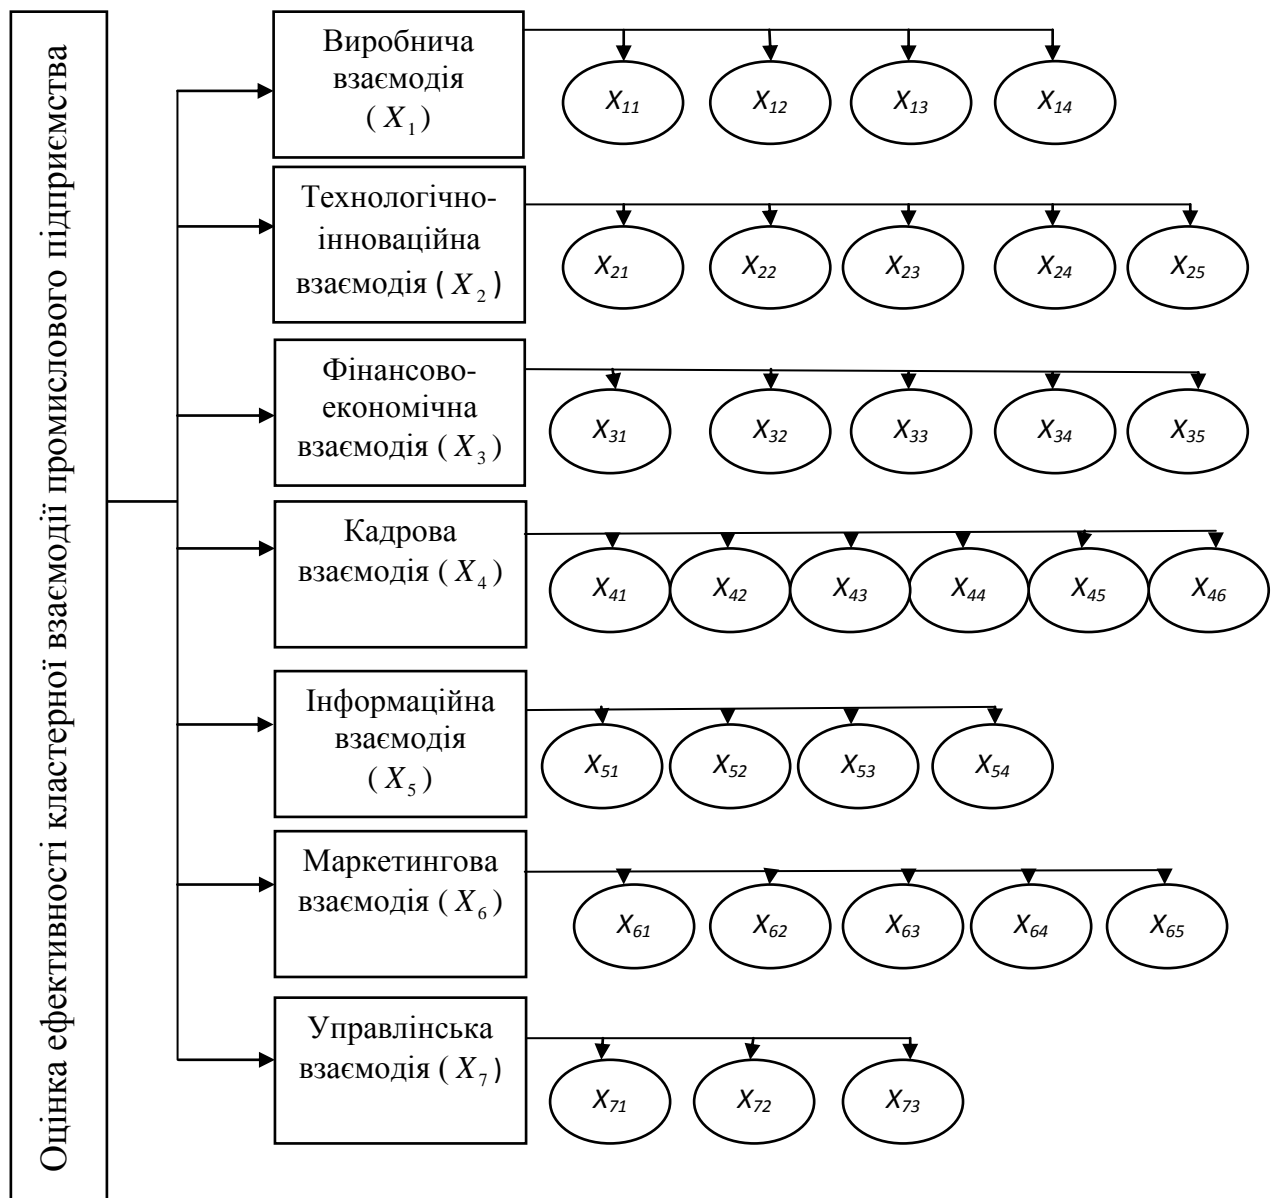 Оцінка ефективності кластерної взаємодії промислового підприємства
Виробнича
взаємодія
( X₁ )
X₁₁ X₁₂ X₁₃ X₁₄
Технологічно-
інноваційна
взаємодія ( X₂ )
X₂₁ X₂₂ X₂₃ X₂₄ X₂₅
Фінансово-
економічна
взаємодія ( X₃ )
X₃₁ X₃₂ X₃₃ X₃₄ X₃₅
Кадрова
взаємодія ( X₄ )
X₄₁ X₄₂ X₄₃ X₄₄ X₄₅ X₄₆
Інформаційна
взаємодія
( X₅ )
X₅₁ X₅₂ X₅₃ X₅₄
Маркетингова
взаємодія ( X₆ )
X₆₁ X₆₂ X₆₃ X₆₄ X₆₅
Управлінська
взаємодія ( X₇ )
X₇₁ X₇₂ X₇₃